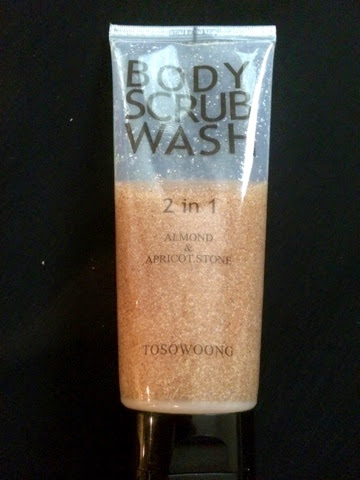 BODY
SCRUB
WASH
2 in 1
ALMOND
&
APRICOT STONE
TOSOWOONG